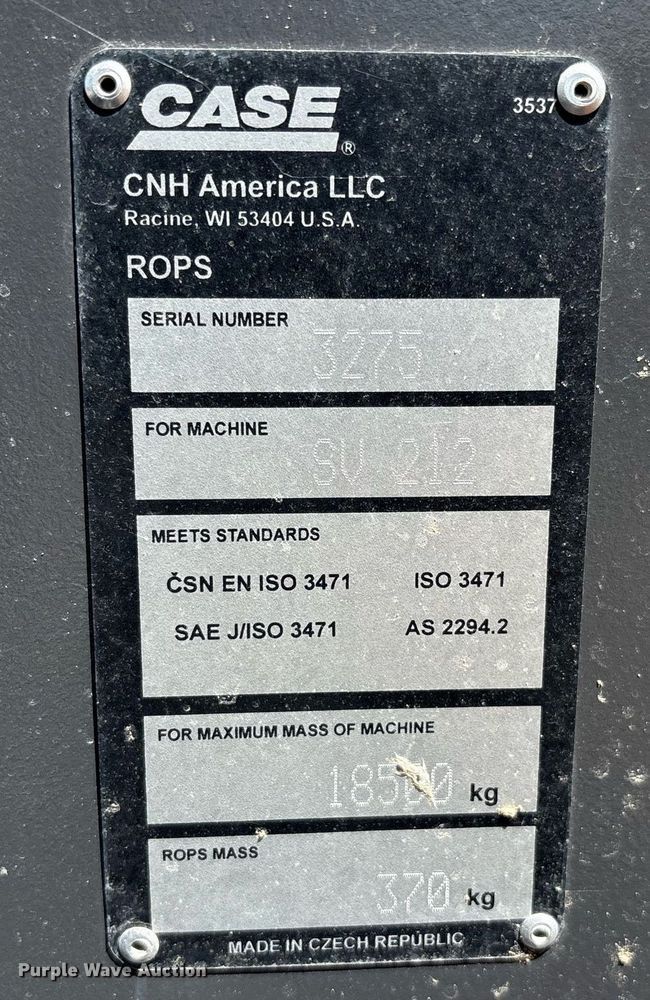 CASE
®
3537
CNH America LLC
Racine, WI 53404 U.S.A.
ROPS
SERIAL NUMBER
3275
FOR MACHINE
SV 212
MEETS STANDARDS
ČSN EN ISO 3471 ISO 3471
SAE J/ISO 3471 AS 2294.2
FOR MAXIMUM MASS OF MACHINE
18500 kg
ROPS MASS
370 kg
MADE IN CZECH REPUBLIC
Purple Wave Auction